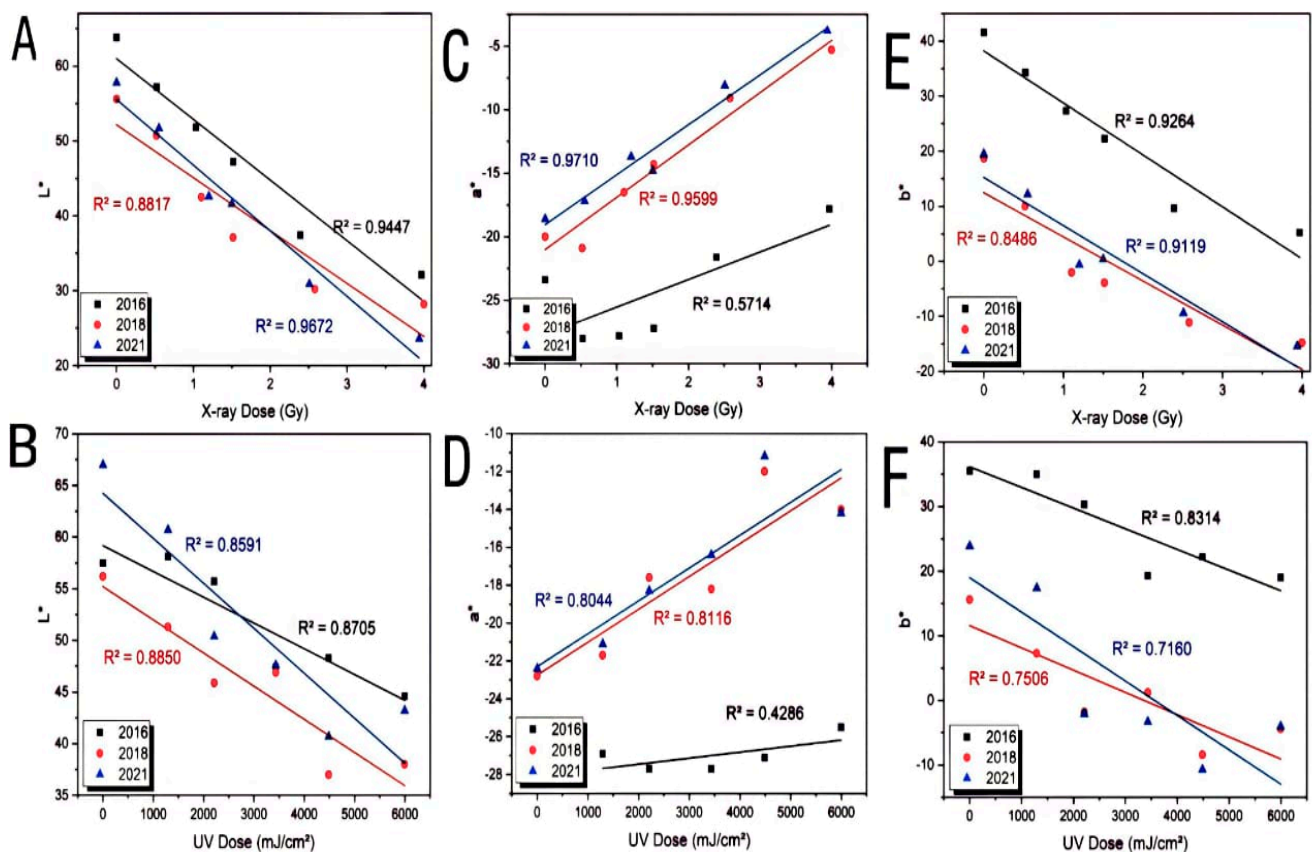 A
L*
60
50
40
30
20
R² = 0.8817
R² = 0.9447
R² = 0.9672
2016
2018
2021
0 1 2 3 4
X-ray Dose (Gy)
C
a*
-5
-10
-15
-20
-25
-30
R² = 0.9710
R² = 0.9599
R² = 0.5714
2016
2018
2021
0 1 2 3 4
X-ray Dose (Gy)
E
b*
40
30
20
10
0
-10
-20
R² = 0.9264
R² = 0.8486
R² = 0.9119
2016
2018
2021
0 1 2 3 4
X-ray Dose (Gy)
B
L*
70
65
60
55
50
45
40
35
R² = 0.8591
R² = 0.8705
R² = 0.8850
2016
2018
2021
0 1000 2000 3000 4000 5000 6000
UV Dose (mJ/cm²)
D
a*
-10
-12
-14
-16
-18
-20
-22
-24
-26
-28
R² = 0.8044
R² = 0.8116
R² = 0.4286
2016
2018
2021
0 1000 2000 3000 4000 5000 6000
UV Dose (mJ/cm²)
F
b*
40
30
20
10
0
-10
R² = 0.8314
R² = 0.7160
R² = 0.7506
2016
2018
2021
0 1000 2000 3000 4000 5000 6000
UV Dose (mJ/cm²)